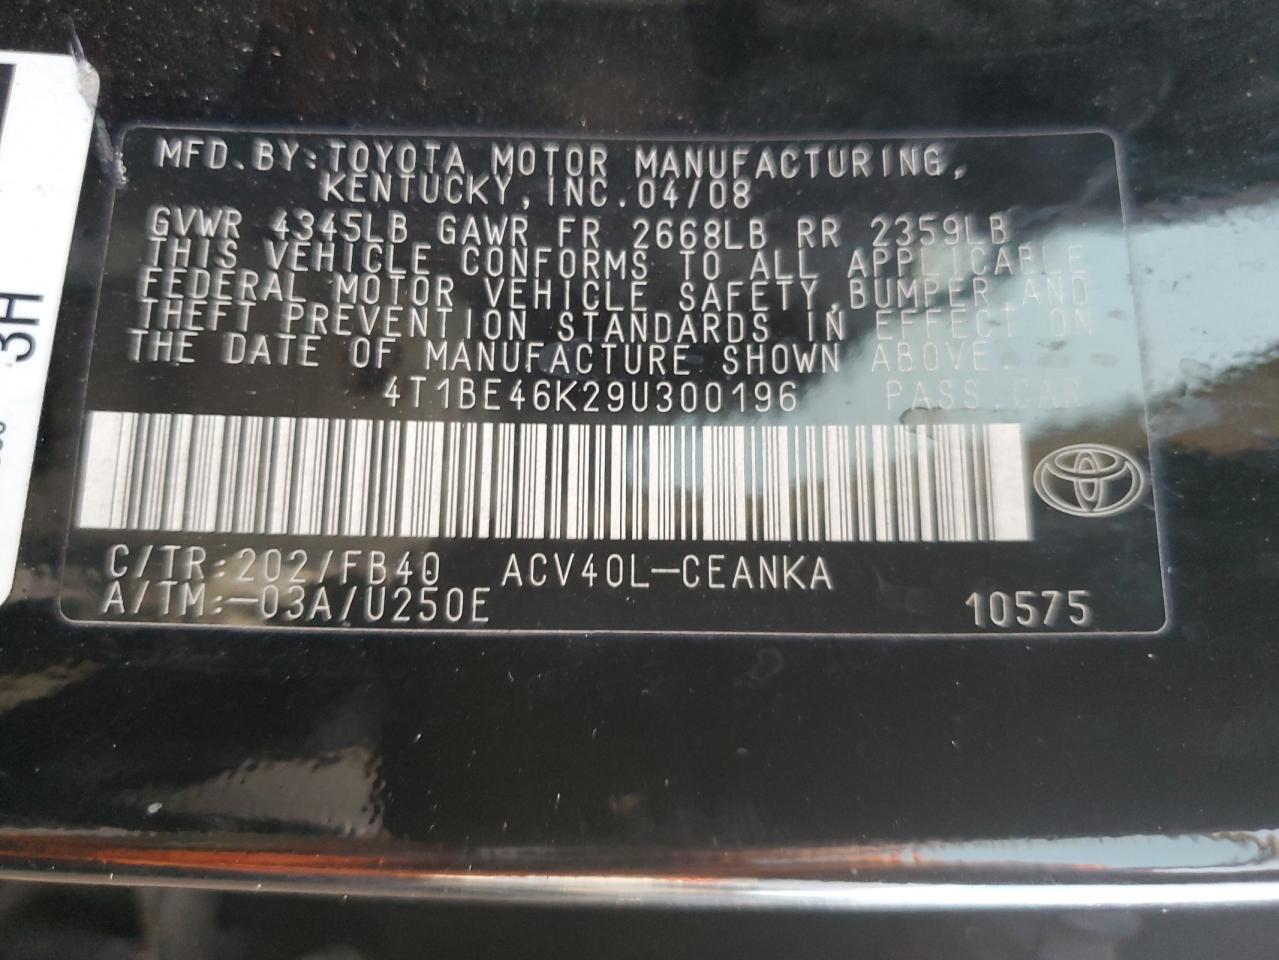 MFD.BY:TOYOTA MOTOR MANUFACTURING,
KENTUCKY,INC.04/08
GVWR 4345LB GAWR FR 2668LB RR 2359LB
THIS VEHICLE CONFORMS TO ALL APPLICABLE
FEDERAL MOTOR VEHICLE SAFETY,BUMPER,AND
THEFT PREVENTION STANDARDS IN EFFECT ON
THE DATE OF MANUFACTURE SHOWN ABOVE.
4T1BE46K29U300196 PASS.CAR
C/TR:202/FB40 ACV40L-CEANKA
A/TM:-03A/U250E 10575
3H